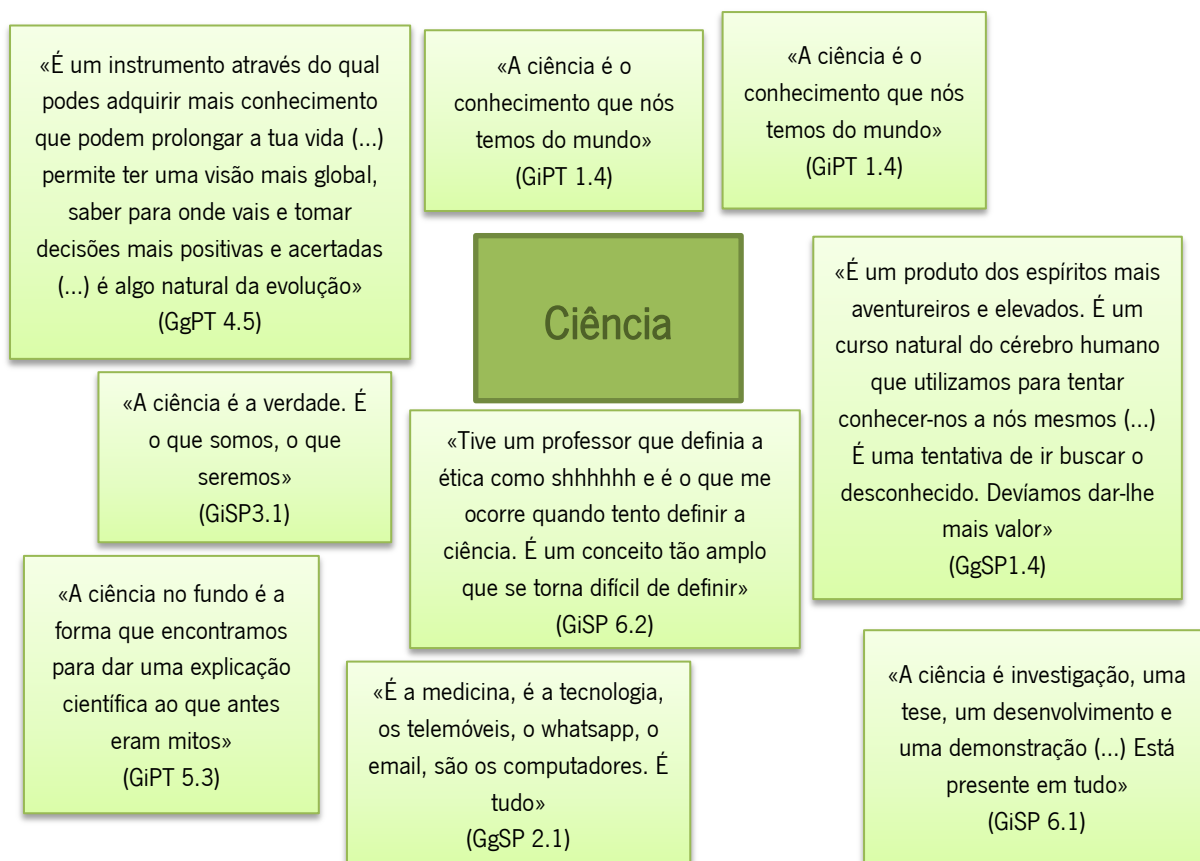 «É um instrumento através do qual
podes adquirir mais conhecimento
que podem prolongar a tua vida (...)
permite ter uma visão mais global,
saber para onde vais e tomar
decisões mais positivas e acertadas
(...) é algo natural da evolução»
(GgPT 4.5)
«A ciência é o
conhecimento que nós
temos do mundo»
(GiPT 1.4)
«A ciência é o
conhecimento que nós
temos do mundo»
(GiPT 1.4)
Ciência
«É um produto dos espíritos mais
aventureiros e elevados. É um
curso natural do cérebro humano
que utilizamos para tentar
conhecer-nos a nós mesmos (...)
É uma tentativa de ir buscar o
desconhecido. Devíamos dar-lhe
mais valor»
(GgSP1.4)
«A ciência é a verdade. É
o que somos, o que
seremos»
(GiSP3.1)
«Tive um professor que definia a
ética como shhhhhh e é o que me
ocorre quando tento definir a
ciência. É um conceito tão amplo
que se torna difícil de definir»
(GiSP 6.2)
«A ciência no fundo é a
forma que encontramos
para dar uma explicação
científica ao que antes
eram mitos»
(GiPT 5.3)
«É a medicina, é a tecnologia,
os telemóveis, o whatsapp, o
email, são os computadores. É
tudo»
(GgSP 2.1)
«A ciência é investigação, uma
tese, um desenvolvimento e
uma demonstração (...) Está
presente em tudo»
(GiSP 6.1)